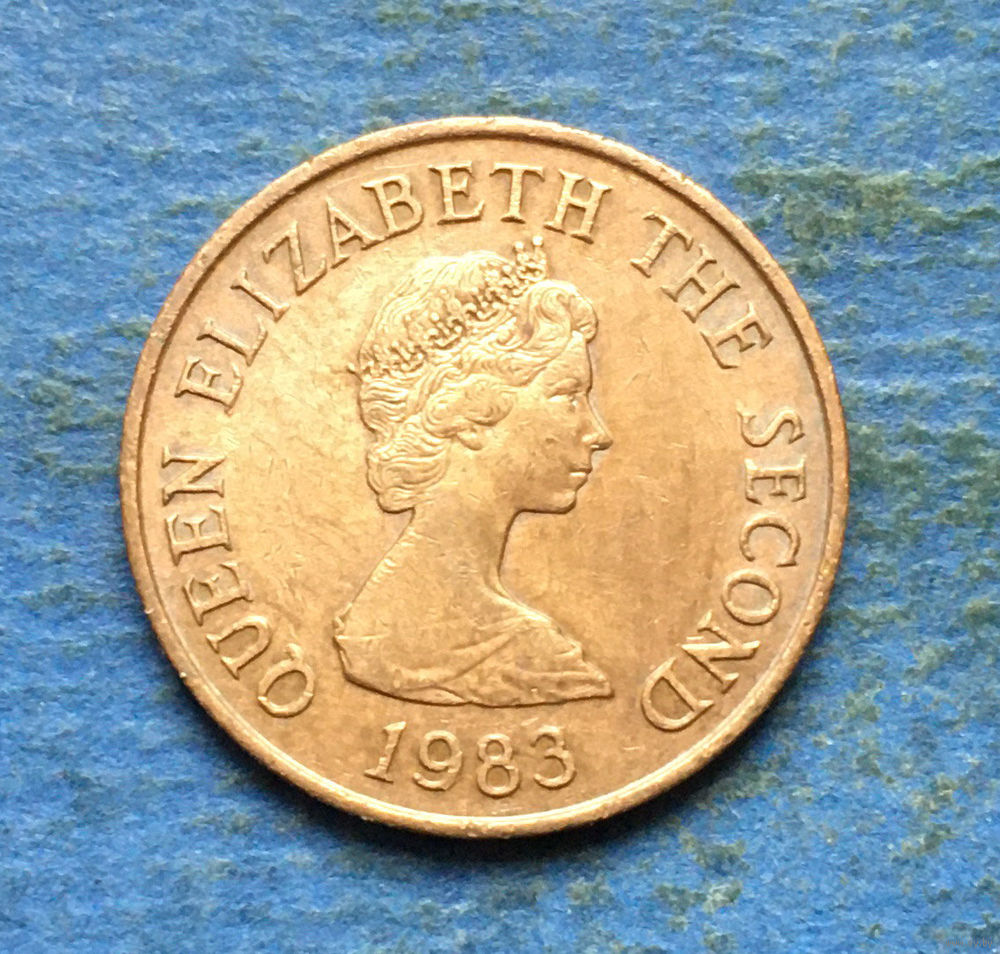 QUEEN ELIZABETH THE SECOND
1983